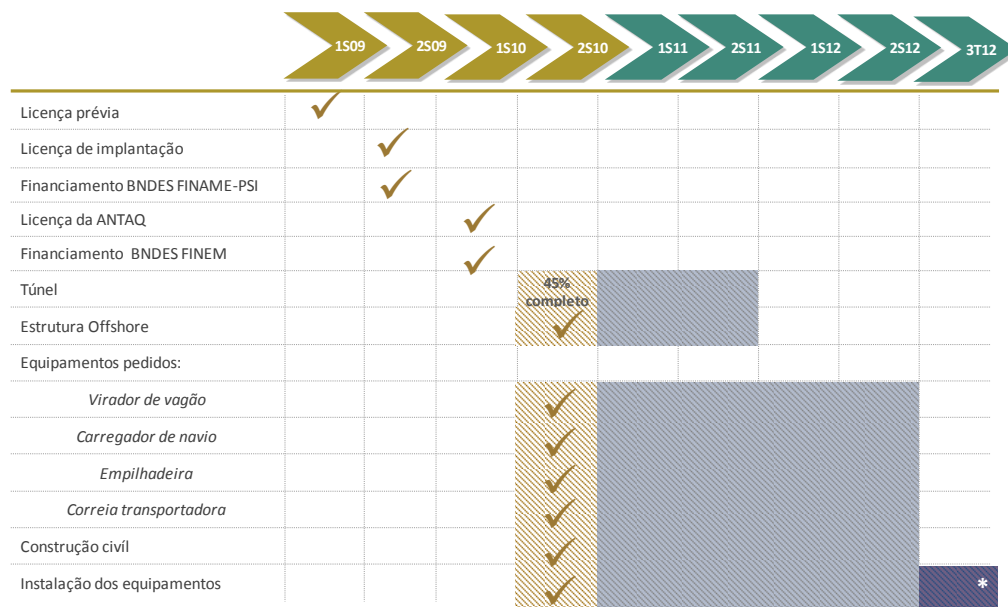 1S09 2S09 1S10 2S10 1S11 2S11 1S12 2S12 3T12
Licença prévia
Licença de implantação
Financiamento BNDES FINAME-PSI
Licença da ANTAQ
Financiamento BNDES FINEM
Túnel
45%
completo
Estrutura Offshore
Equipamentos pedidos:
Virador de vagão
Carregador de navio
Empilhadeira
Correia transportadora
Construção civíl
Instalação dos equipamentos
*